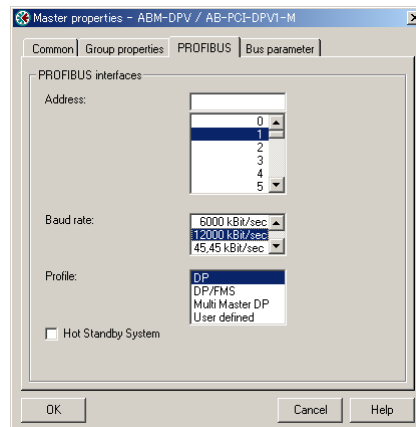 Master properties - ABM-DPV / AB-PCI-DPV1-M
Common
Group properties
PROFIBUS
Bus parameter
PROFIBUS interfaces
Address:
0
1
2
3
4
5
Baud rate:
6000 kBit/sec
12000 kBit/sec
45,45 kBit/sec
Profile:
DP
DP/FMS
Multi Master DP
User defined
Hot Standby System
OK
Cancel
Help